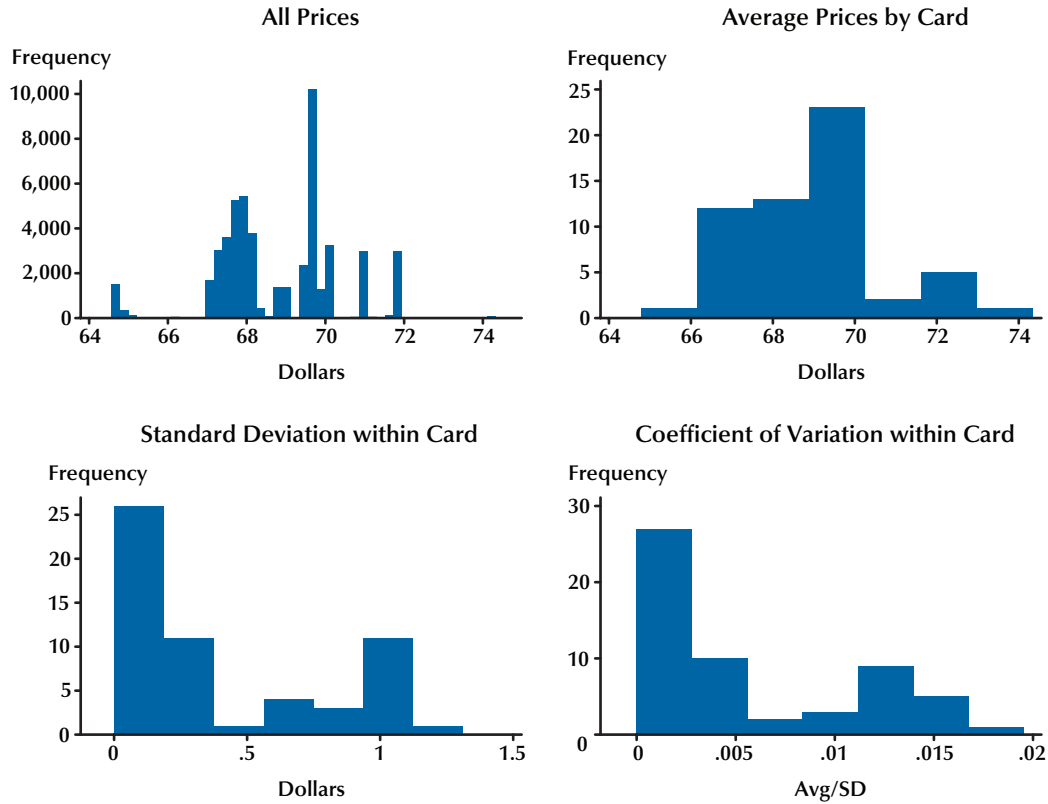 All Prices
Frequency
10,000
8,000
6,000
4,000
2,000
0
64 66 68 70 72 74
Dollars
Average Prices by Card
Frequency
25
20
15
10
5
0
64 66 68 70 72 74
Dollars
Standard Deviation within Card
Frequency
25
20
15
10
5
0
0 .5 1 1.5
Dollars
Coefficient of Variation within Card
Frequency
30
20
10
0
0 .005 .01 .015 .02
Avg/SD